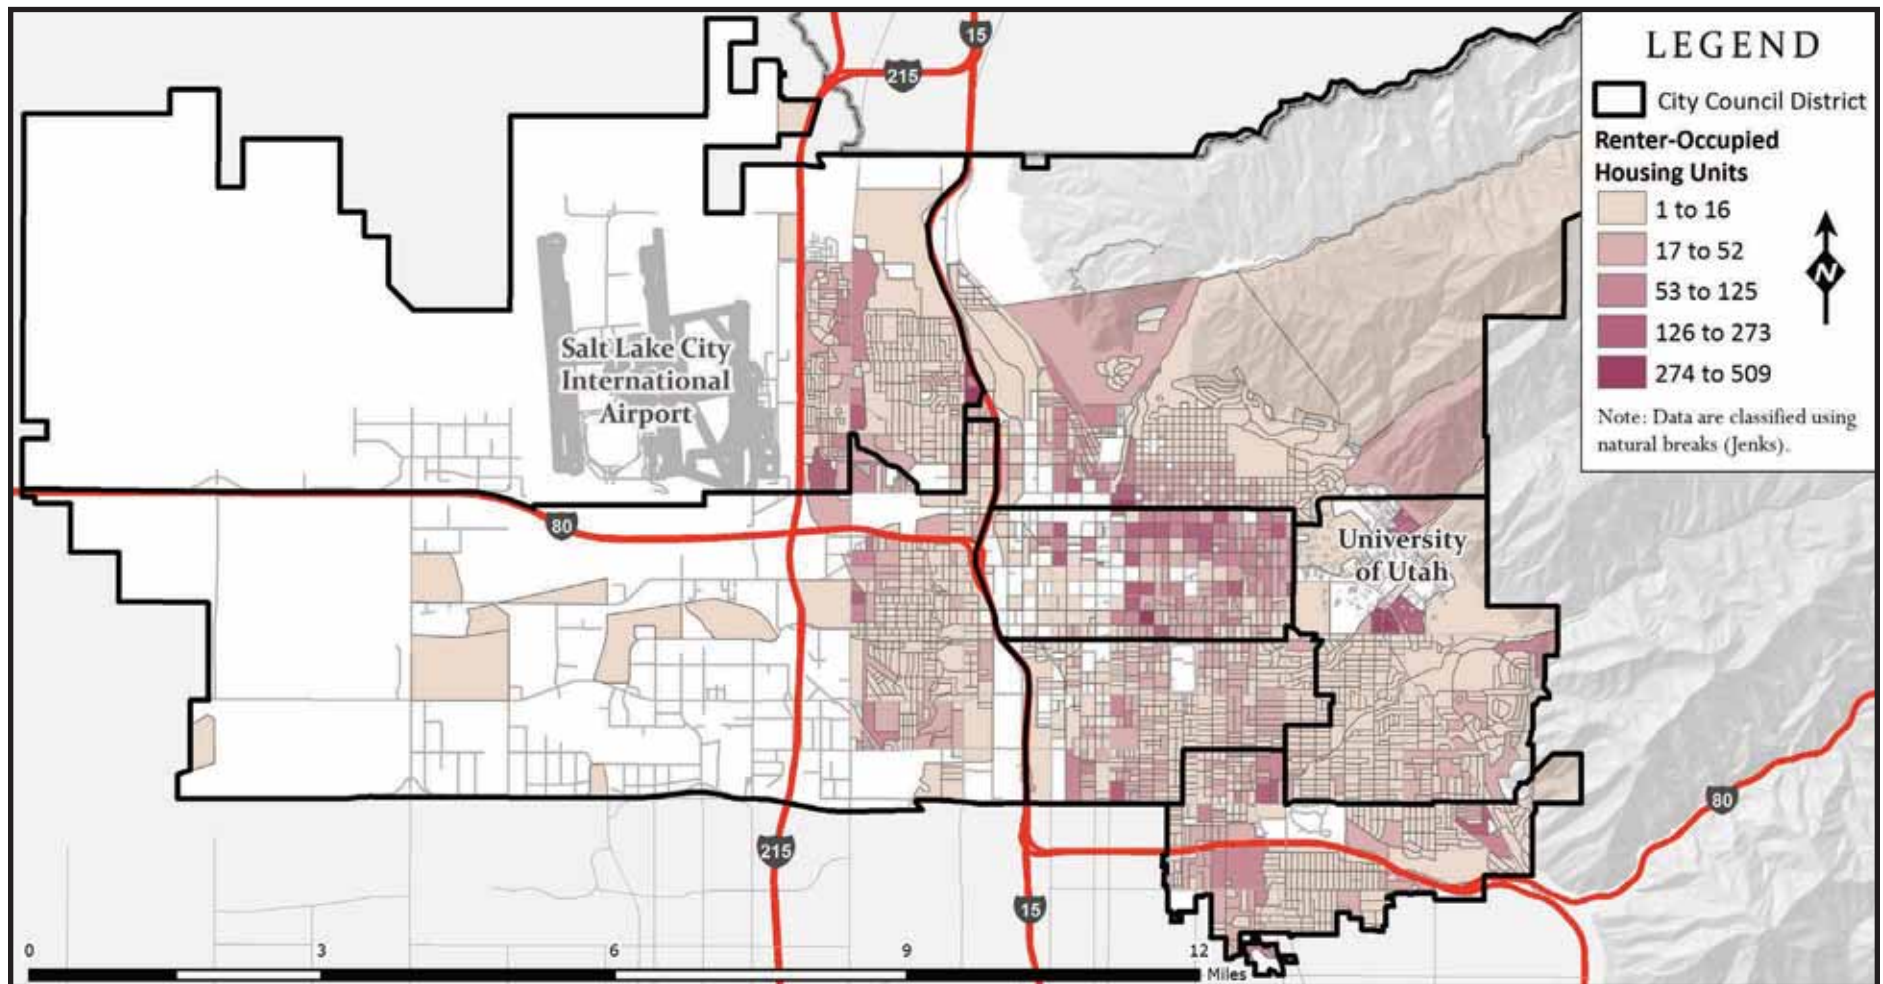 LEGEND
City Council District
Renter-Occupied
Housing Units
1 to 16
17 to 52
53 to 125
126 to 273
274 to 509
Note: Data are classified using
natural breaks (Jenks).
N
15
215
Salt Lake City
International
Airport
80
University
of Utah
80
215
15
0 3 6 9 12
Miles